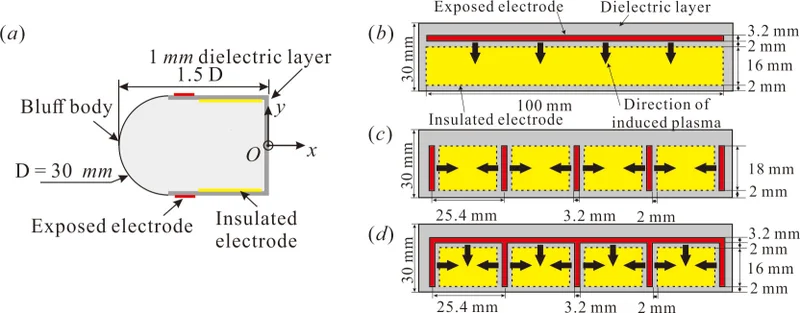 (a)
1 mm dielectric layer
1.5 D
Bluff body
y
O
x
D = 30 mm
Exposed electrode
Insulated
electrode
Exposed electrode
Dielectric layer
(b)
30 mm
3.2 mm
2 mm
16 mm
2 mm
100 mm
Insulated electrode
Direction of
induced plasma
(c)
30 mm
18 mm
2 mm
25.4 mm
3.2 mm
2 mm
(d)
30 mm
3.2 mm
2 mm
16 mm
2 mm
25.4 mm
3.2 mm
2 mm